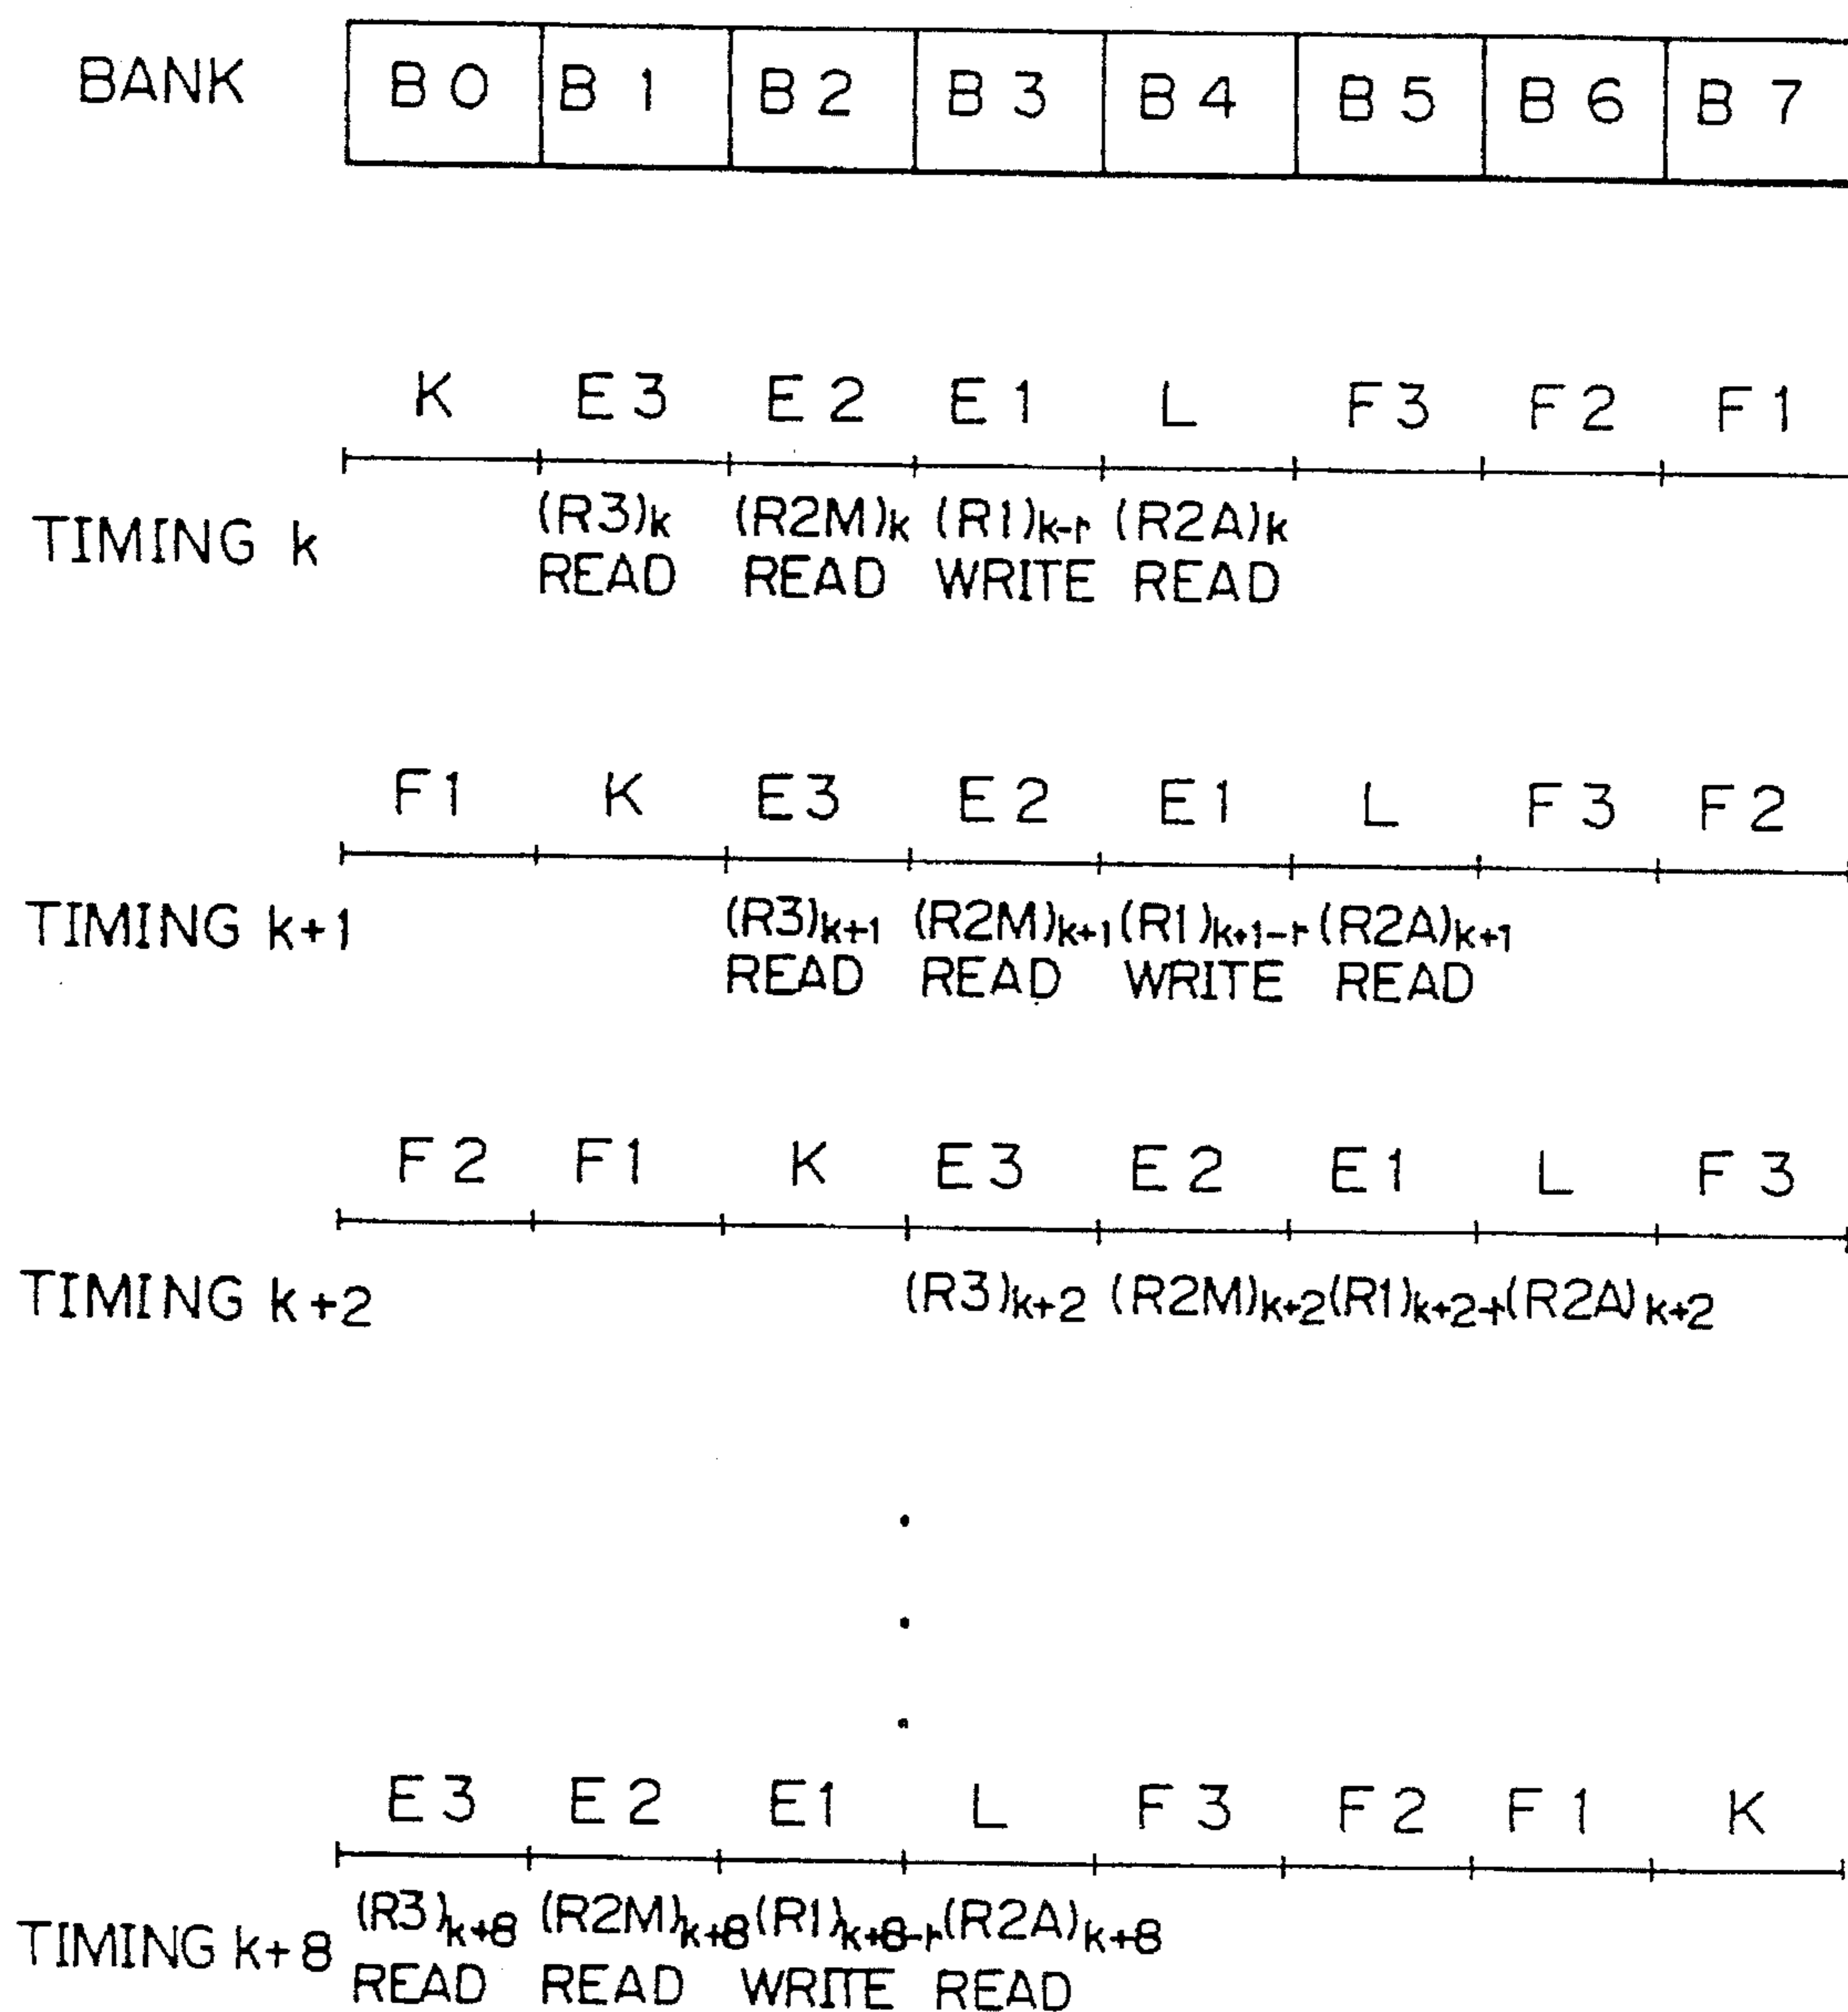 BANK B0 B1 B2 B3 B4 B5 B6 B7
K E3 E2 E1 L F3 F2 F1
TIMING k (R3)k (R2M)k (R1)k-r (R2A)k
READ READ WRITE READ
F1 K E3 E2 E1 L F3 F2
TIMING k+1 (R3)k+1 (R2M)k+1 (R1)k+1-r (R2A)k+1
READ READ WRITE READ
F2 F1 K E3 E2 E1 L F3
TIMING k+2 (R3)k+2 (R2M)k+2 (R1)k+2-r (R2A)k+2
E3 E2 E1 L F3 F2 F1 K
TIMING k+8 (R3)k+8 (R2M)k+8 (R1)k+8-r (R2A)k+8
READ READ WRITE READ